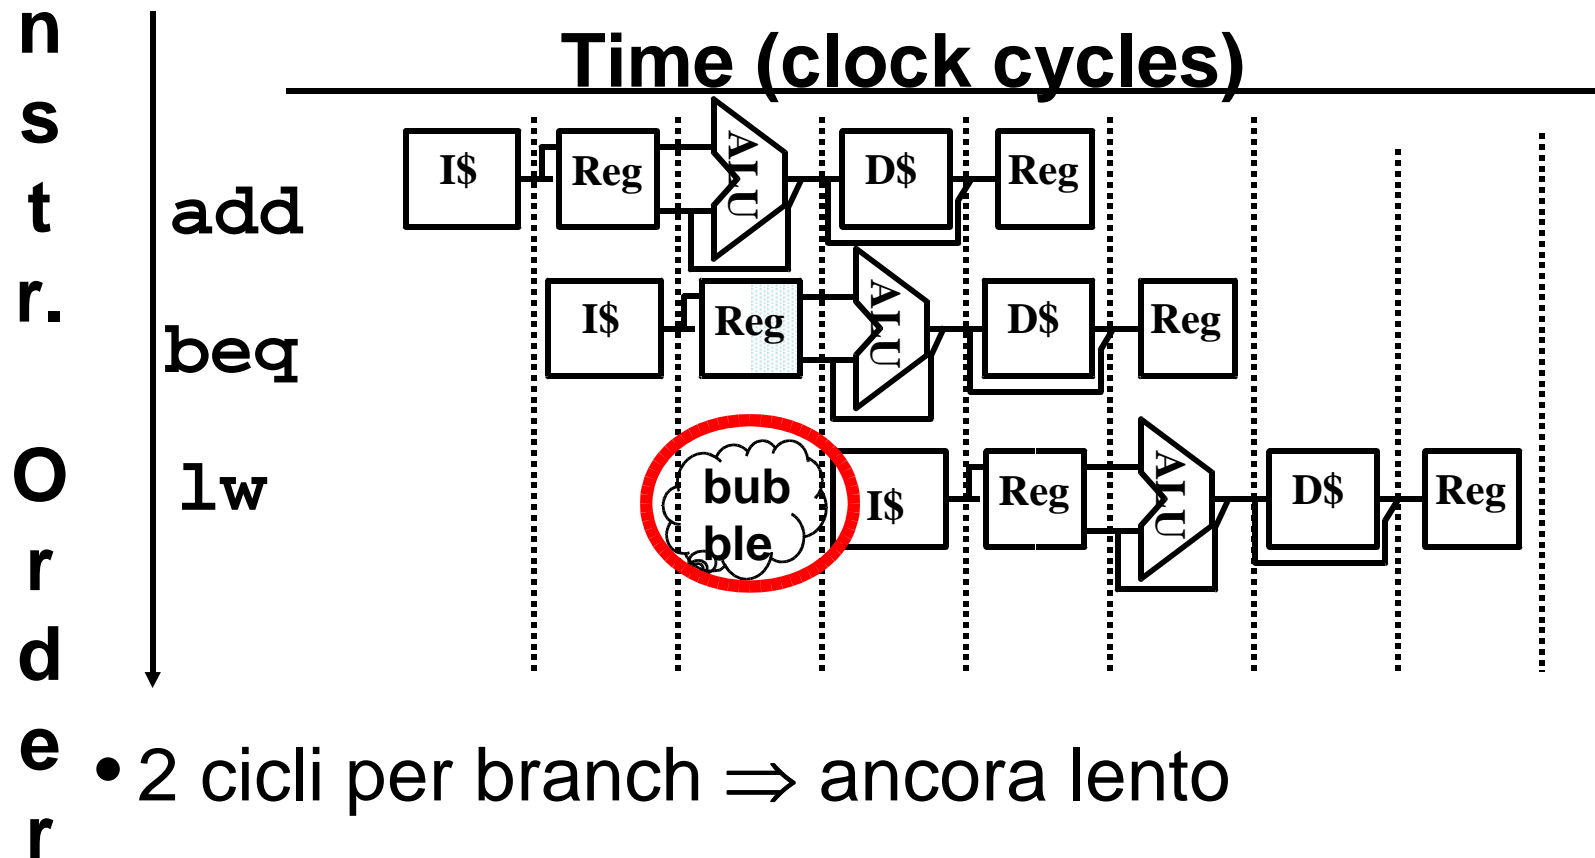 Time (clock cycles)
n
s
t
r.
O
r
d
e
r
add
I$ Reg ALU D$ Reg
beq
I$ Reg ALU D$ Reg
lw
bub
ble
I$ Reg ALU D$ Reg
• 2 cicli per branch ⇒ ancora lento